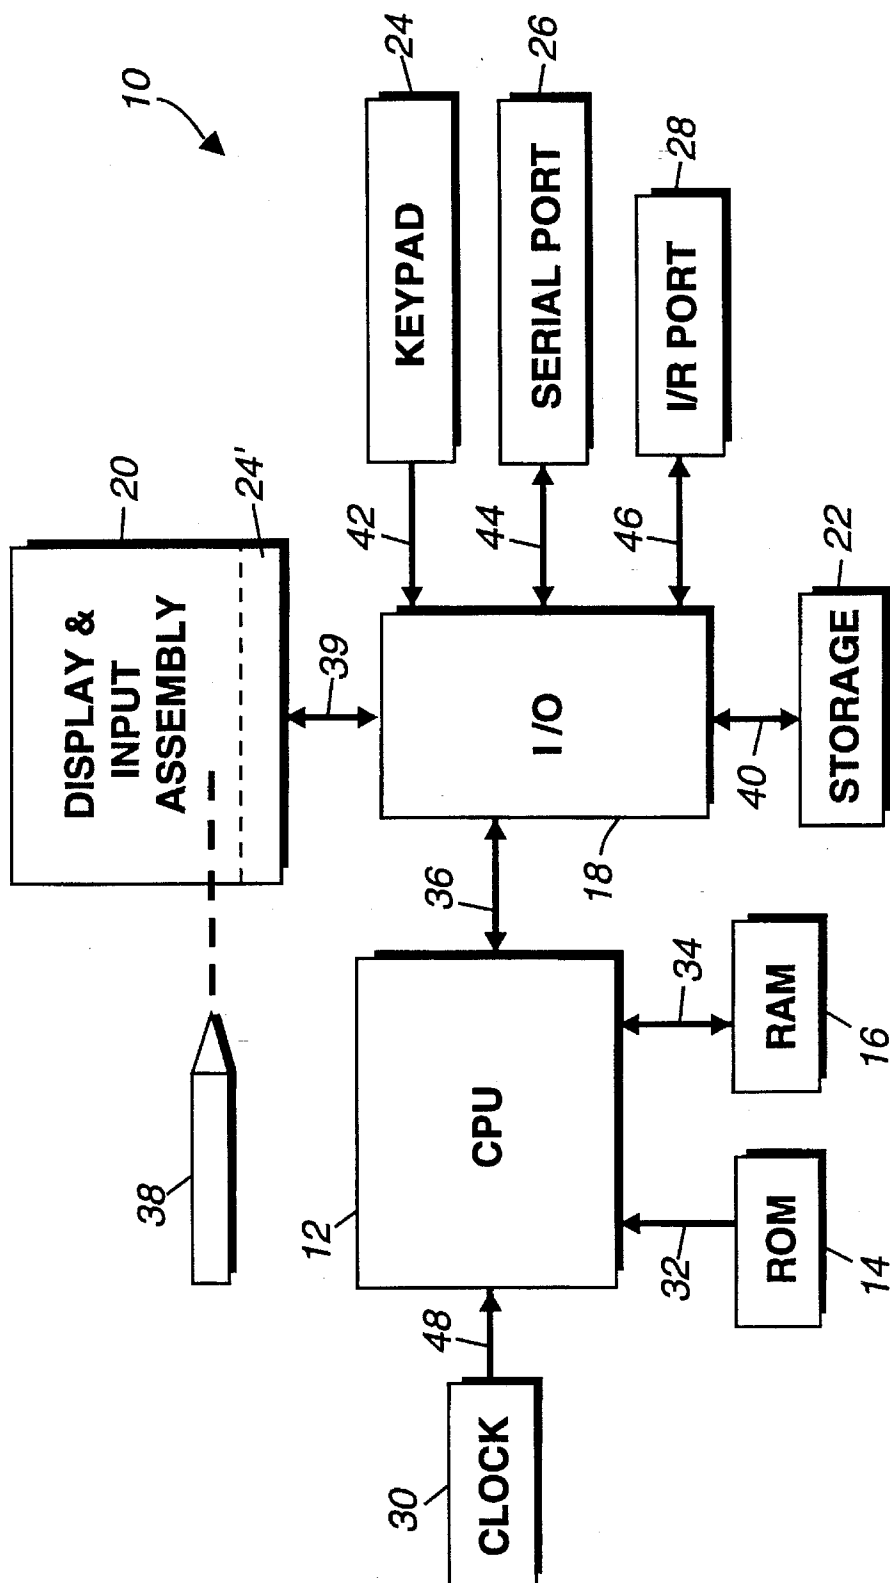 10
38
DISPLAY &
INPUT
ASSEMBLY
20
24'
39
KEYPAD
24
42
SERIAL PORT
26
44
I/R PORT
28
46
I/O
18
36
CPU
12
CLOCK
30
48
ROM
14
32
RAM
16
34
STORAGE
22
40